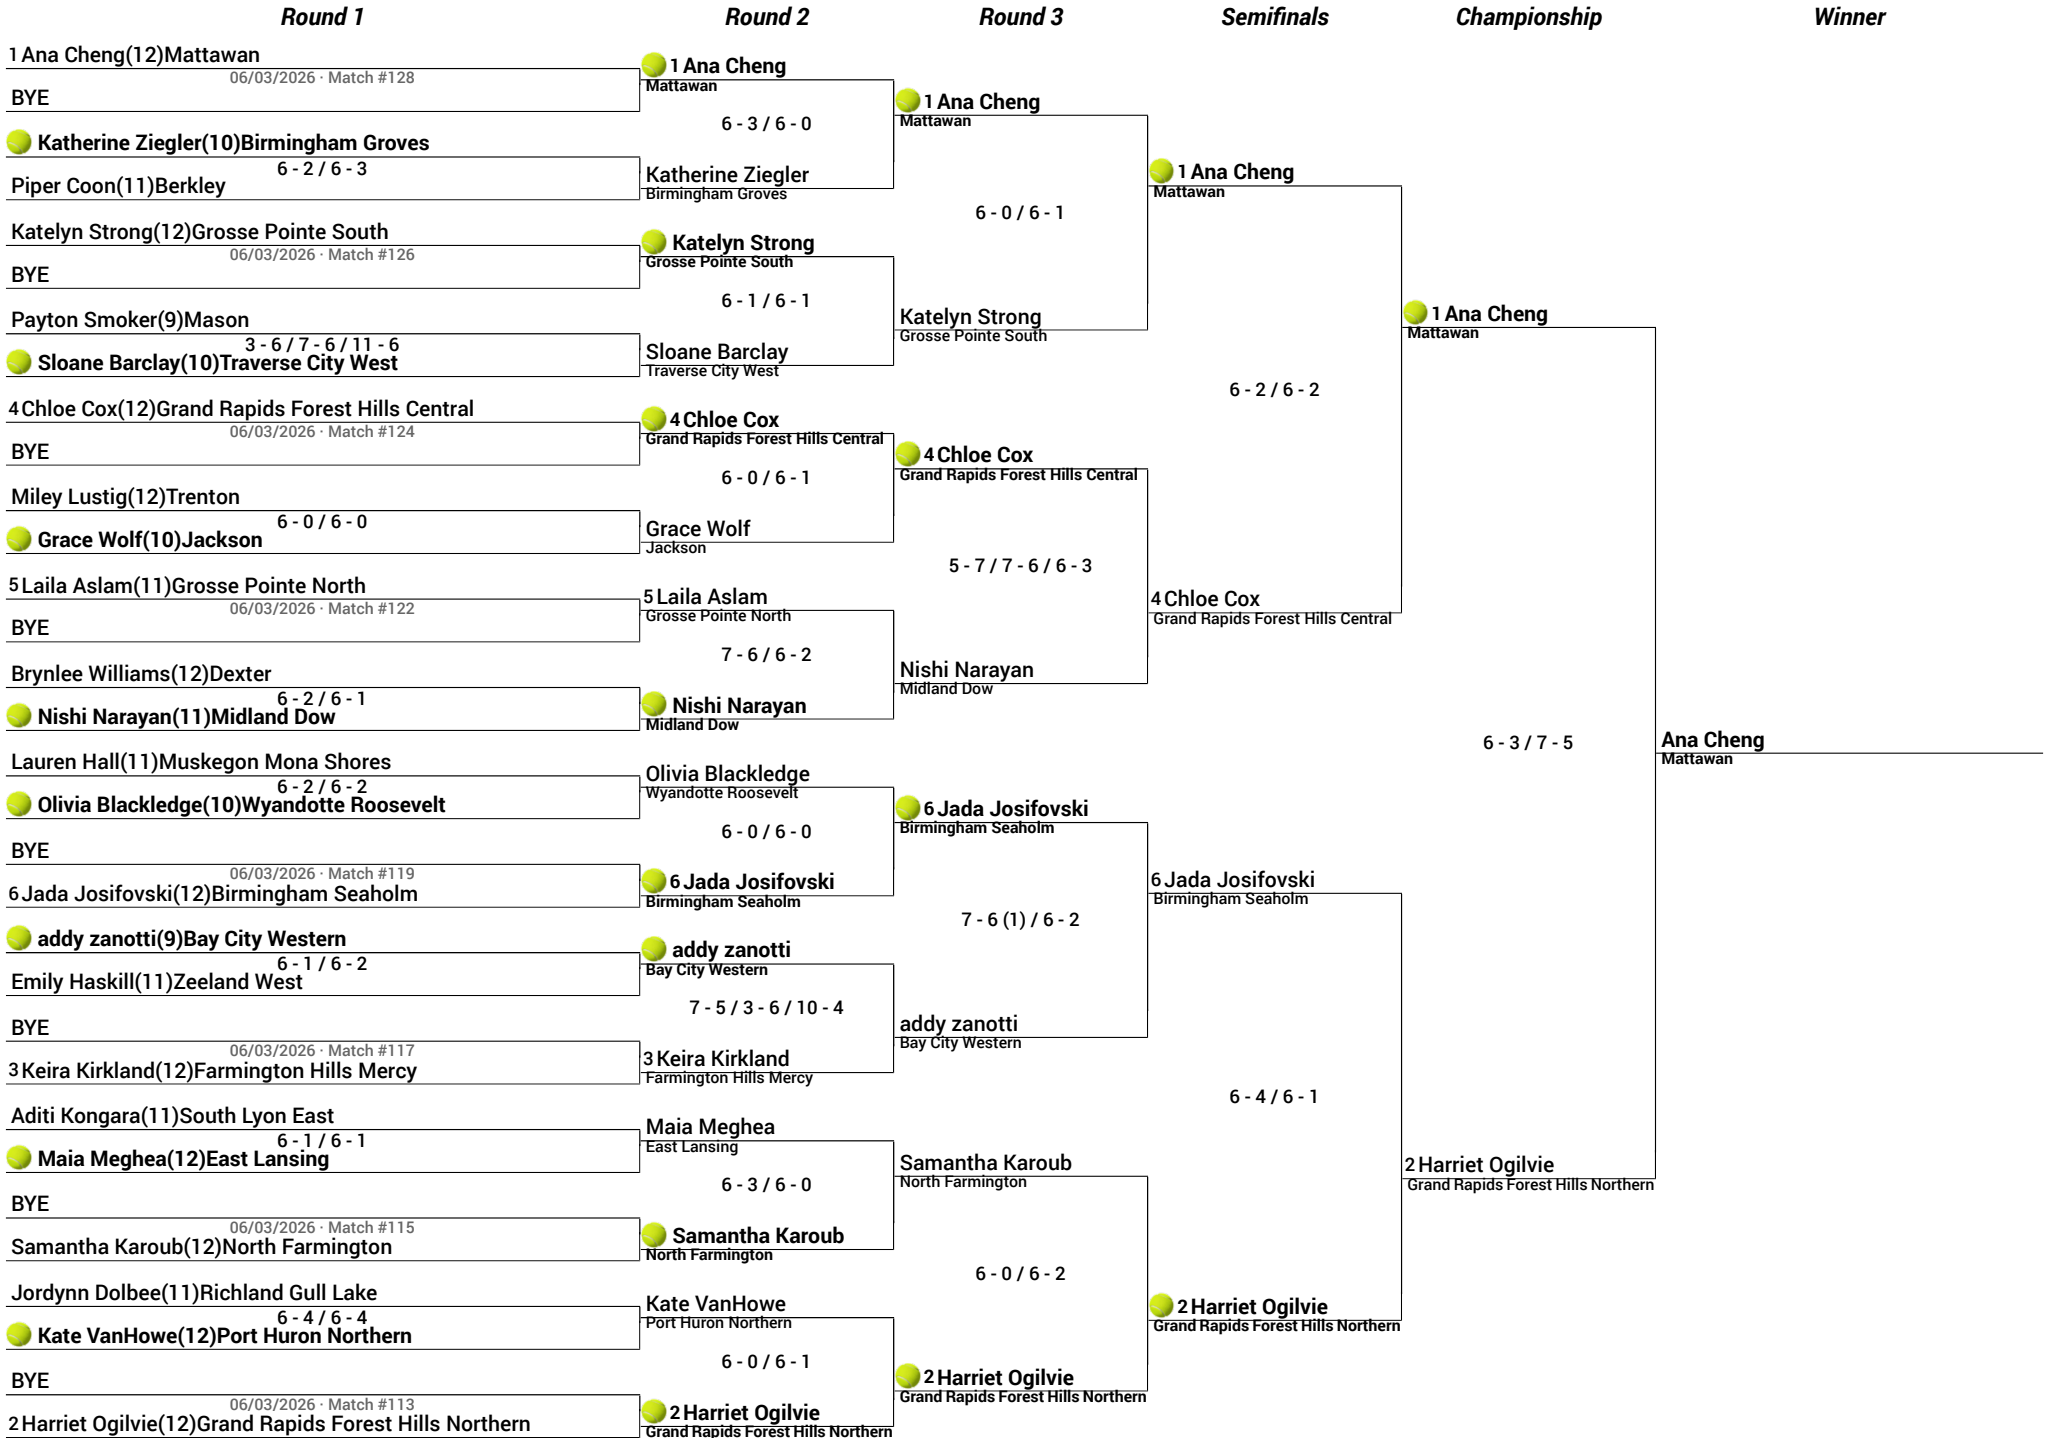 Round 1 Round 2 Round 3 Semifinals Championship Winner
1 Ana Cheng(12)Mattawan
06/03/2026 · Match #128
BYE
Katherine Ziegler(10)Birmingham Groves
6 - 2 / 6 - 3
Piper Coon(11)Berkley
Katelyn Strong(12)Grosse Pointe South
06/03/2026 · Match #126
BYE
Payton Smoker(9)Mason
3 - 6 / 7 - 6 / 11 - 6
Sloane Barclay(10)Traverse City West
4 Chloe Cox(12)Grand Rapids Forest Hills Central
06/03/2026 · Match #124
BYE
Miley Lustig(12)Trenton
6 - 0 / 6 - 0
Grace Wolf(10)Jackson
5 Laila Aslam(11)Grosse Pointe North
06/03/2026 · Match #122
BYE
Brynlee Williams(12)Dexter
6 - 2 / 6 - 1
Nishi Narayan(11)Midland Dow
Lauren Hall(11)Muskegon Mona Shores
6 - 2 / 6 - 2
Olivia Blackledge(10)Wyandotte Roosevelt
BYE
06/03/2026 · Match #119
6 Jada Josifovski(12)Birmingham Seaholm
addy zanotti(9)Bay City Western
6 - 1 / 6 - 2
Emily Haskill(11)Zeeland West
BYE
06/03/2026 · Match #117
3 Keira Kirkland(12)Farmington Hills Mercy
Aditi Kongara(11)South Lyon East
6 - 1 / 6 - 1
Maia Meghea(12)East Lansing
BYE
06/03/2026 · Match #115
Samantha Karoub(12)North Farmington
Jordynn Dolbee(11)Richland Gull Lake
6 - 4 / 6 - 4
Kate VanHowe(12)Port Huron Northern
BYE
06/03/2026 · Match #113
2 Harriet Ogilvie(12)Grand Rapids Forest Hills Northern
1 Ana Cheng
Mattawan
6 - 3 / 6 - 0
Katherine Ziegler
Birmingham Groves
Katelyn Strong
Grosse Pointe South
6 - 1 / 6 - 1
Sloane Barclay
Traverse City West
4 Chloe Cox
Grand Rapids Forest Hills Central
6 - 0 / 6 - 1
Grace Wolf
Jackson
5 Laila Aslam
Grosse Pointe North
7 - 6 / 6 - 2
Nishi Narayan
Midland Dow
Olivia Blackledge
Wyandotte Roosevelt
6 - 0 / 6 - 0
6 Jada Josifovski
Birmingham Seaholm
addy zanotti
Bay City Western
7 - 5 / 3 - 6 / 10 - 4
3 Keira Kirkland
Farmington Hills Mercy
Maia Meghea
East Lansing
6 - 3 / 6 - 0
Samantha Karoub
North Farmington
Kate VanHowe
Port Huron Northern
6 - 0 / 6 - 1
2 Harriet Ogilvie
Grand Rapids Forest Hills Northern
1 Ana Cheng
Mattawan
6 - 0 / 6 - 1
Katelyn Strong
Grosse Pointe South
4 Chloe Cox
Grand Rapids Forest Hills Central
5 - 7 / 7 - 6 / 6 - 3
Nishi Narayan
Midland Dow
6 Jada Josifovski
Birmingham Seaholm
7 - 6 (1) / 6 - 2
addy zanotti
Bay City Western
Samantha Karoub
North Farmington
6 - 0 / 6 - 2
2 Harriet Ogilvie
Grand Rapids Forest Hills Northern
1 Ana Cheng
Mattawan
6 - 2 / 6 - 2
4 Chloe Cox
Grand Rapids Forest Hills Central
6 Jada Josifovski
Birmingham Seaholm
6 - 4 / 6 - 1
2 Harriet Ogilvie
Grand Rapids Forest Hills Northern
1 Ana Cheng
Mattawan
6 - 3 / 7 - 5
2 Harriet Ogilvie
Grand Rapids Forest Hills Northern
Ana Cheng
Mattawan